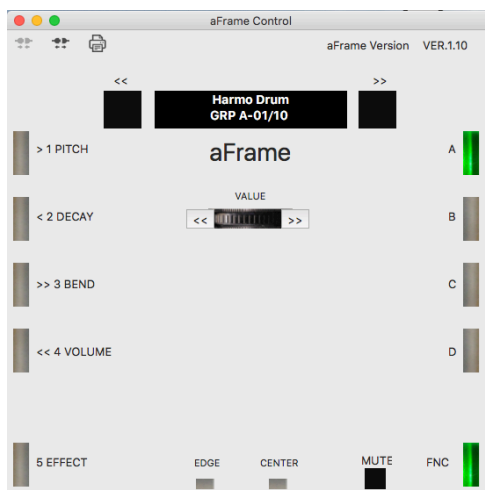 aFrame Control
aFrame Version VER.1.10
<< >>
Harmo Drum
GRP A-01/10
> 1 PITCH aFrame A
VALUE
< 2 DECAY << >> B
>> 3 BEND C
<< 4 VOLUME D
5 EFFECT EDGE CENTER MUTE FNC